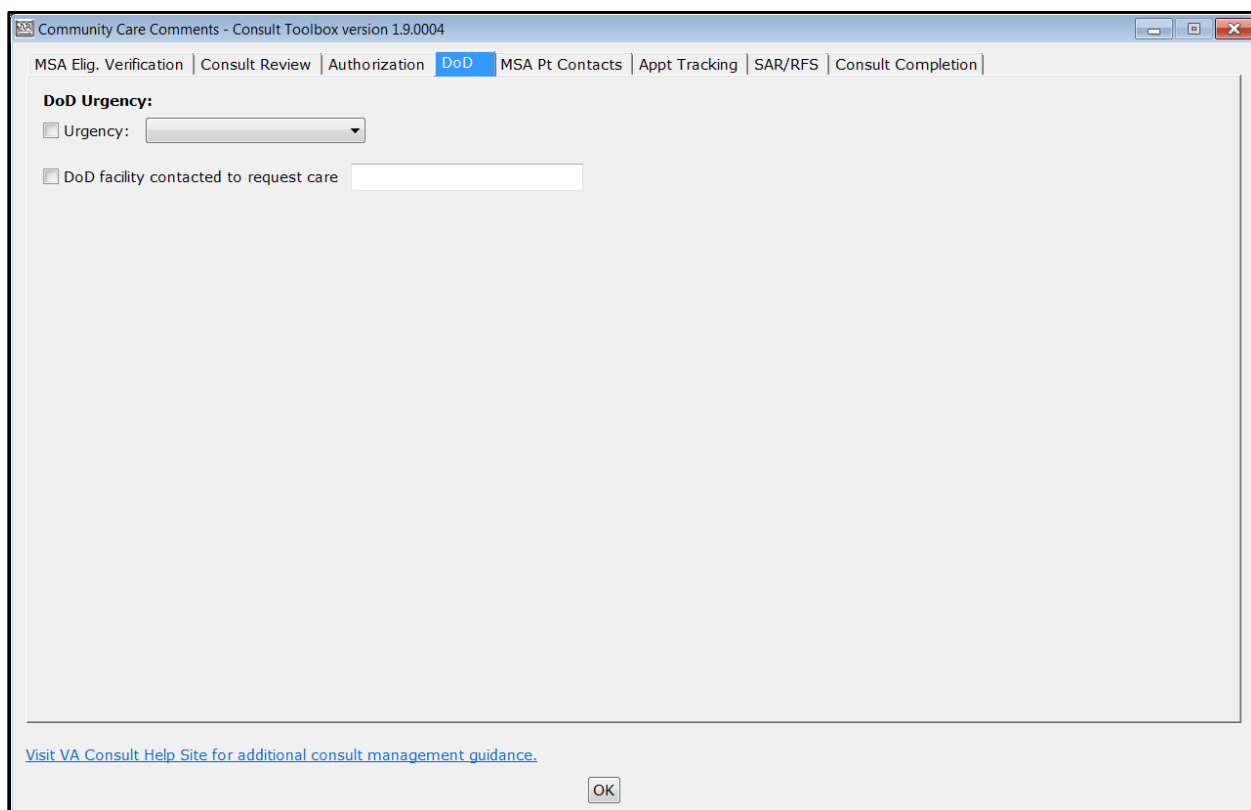 Community Care Comments - Consult Toolbox version 1.9.0004
MSA Elig. Verification Consult Review Authorization DoD MSA Pt Contacts Appt Tracking SAR/RFS Consult Completion
DoD Urgency:
Urgency:
DoD facility contacted to request care
Visit VA Consult Help Site for additional consult management guidance.
OK